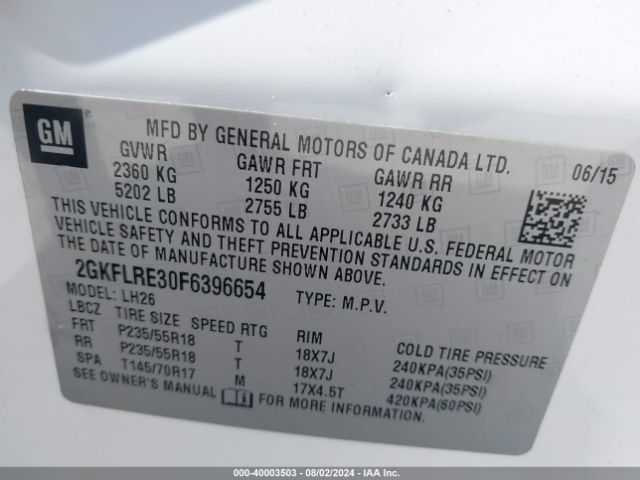 GM
MFD BY GENERAL MOTORS OF CANADA LTD. 06/15
GVWR GAWR FRT GAWR RR
2360 KG 1250 KG 1240 KG
5202 LB 2755 LB 2733 LB
THIS VEHICLE CONFORMS TO ALL APPLICABLE U.S. FEDERAL MOTOR
VEHICLE SAFETY AND THEFT PREVENTION STANDARDS IN EFFECT ON
THE DATE OF MANUFACTURE SHOWN ABOVE.
2GKFLRE30F6396654 TYPE: M.P.V.
MODEL: LH26
LBCZ TIRE SIZE SPEED RTG RIM COLD TIRE PRESSURE
FRT P235/55R18 T 18X7J 240KPA(35PSI)
RR P235/55R18 T 18X7J 240KPA(35PSI)
SPA T145/70R17 M 17X4.5T 420KPA(60PSI)
SEE OWNER'S MANUAL FOR MORE INFORMATION.
000-40003503 - 08/02/2024 - IAAI.com